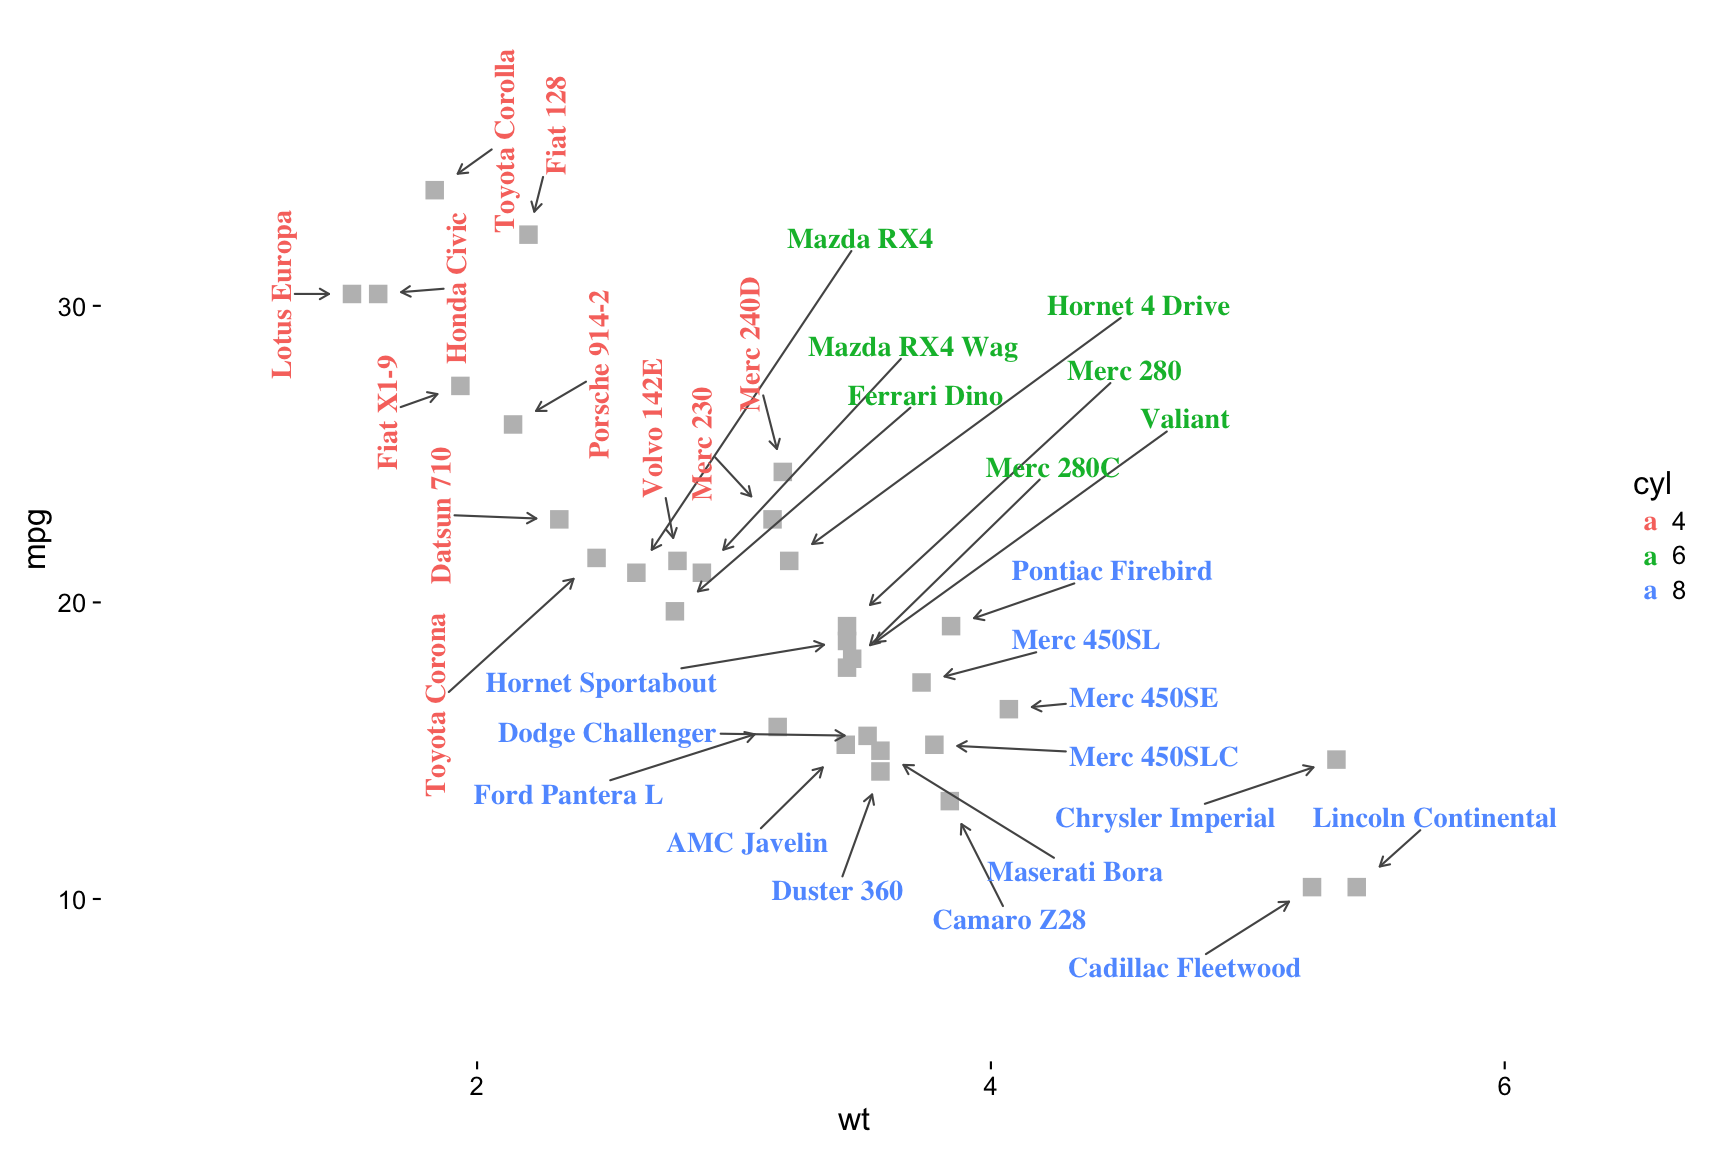 Toyota Corolla
Fiat 128
Lotus Europa
Honda Civic
Mazda RX4
Merc 240D
Hornet 4 Drive
Porsche 914-2
Mazda RX4 Wag
Fiat X1-9
Volvo 142E
Merc 280
Merc 230
Ferrari Dino
Valiant
Datsun 710
Merc 280C
Pontiac Firebird
Toyota Corona
Merc 450SL
Hornet Sportabout
Merc 450SE
Dodge Challenger
Merc 450SLC
Ford Pantera L
Chrysler Imperial
Lincoln Continental
AMC Javelin
Maserati Bora
Duster 360
Camaro Z28
Cadillac Fleetwood
30
20
10
mpg
2
4
6
wt
cyl
a 4
a 6
a 8